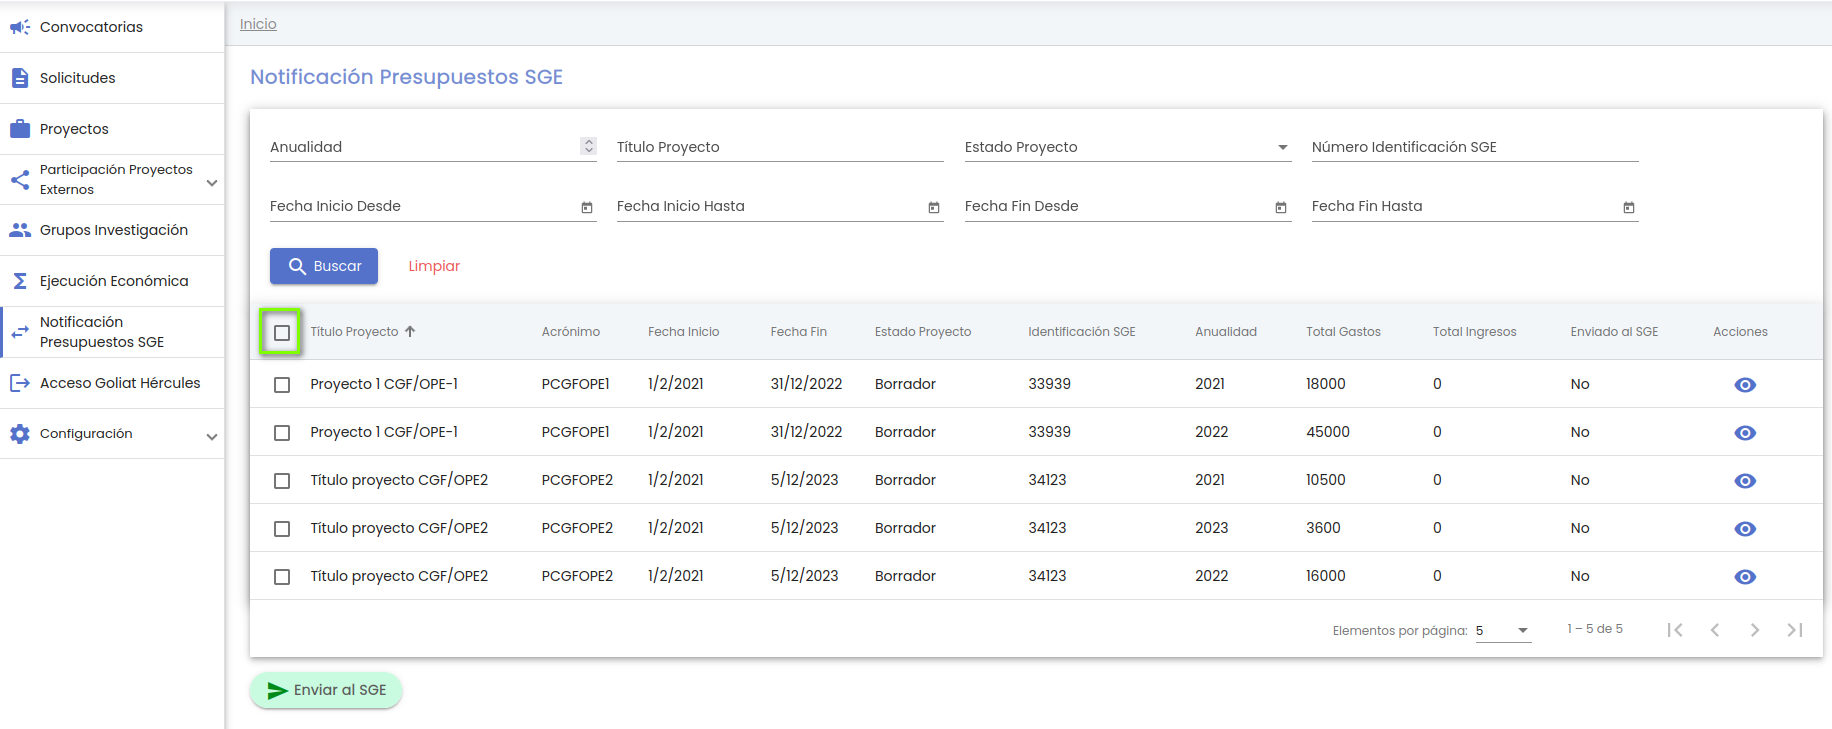 Convocatorias
Solicitudes
Proyectos
Participación Proyectos
Externos
Grupos Investigación
Ejecución Económica
Notificación
Presupuestos SGE
Acceso Goliat Hércules
Configuración
Inicio
Notificación Presupuestos SGE
Anualidad Título Proyecto Estado Proyecto Número Identificación SGE
Fecha Inicio Desde Fecha Inicio Hasta Fecha Fin Desde Fecha Fin Hasta
Buscar Limpiar
Título Proyecto Acrónimo Fecha Inicio Fecha Fin Estado Proyecto Identificación SGE Anualidad Total Gastos Total Ingresos Enviado al SGE Acciones
Proyecto 1 CGF/OPE-1 PCGFOPE1 1/2/2021 31/12/2022 Borrador 33939 2021 18000 0 No
Proyecto 1 CGF/OPE-1 PCGFOPE1 1/2/2021 31/12/2022 Borrador 33939 2022 45000 0 No
Título proyecto CGF/OPE2 PCGFOPE2 1/2/2021 5/12/2023 Borrador 34123 2021 10500 0 No
Título proyecto CGF/OPE2 PCGFOPE2 1/2/2021 5/12/2023 Borrador 34123 2023 3600 0 No
Título proyecto CGF/OPE2 PCGFOPE2 1/2/2021 5/12/2023 Borrador 34123 2022 16000 0 No
Elementos por página: 5 1 – 5 de 5
Enviar al SGE